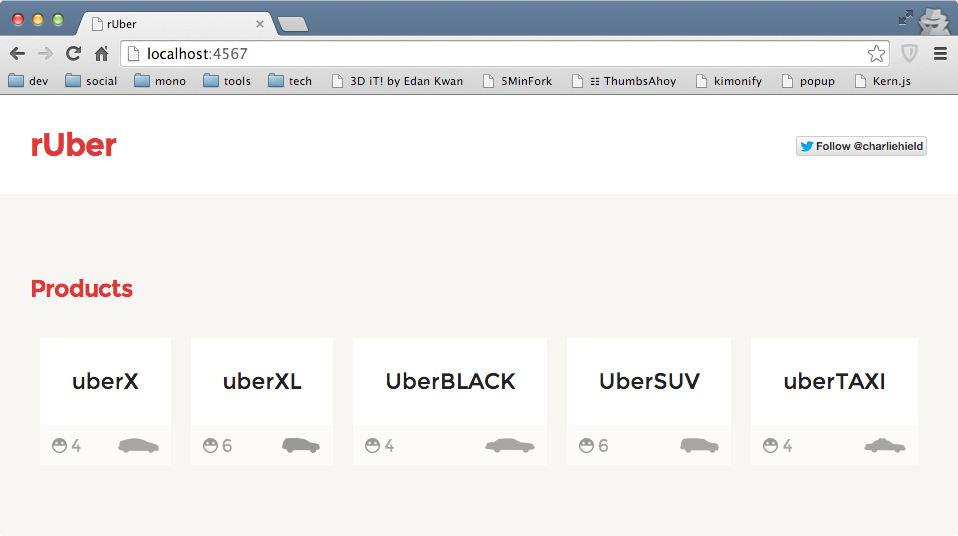 rUber
localhost:4567
dev social mono tools tech 3D iT! by Edan Kwan 5MinFork ☷ ThumbsAhoy kimonify popup Kern.js
rUber
Follow @charliehield
Products
uberX uberXL UberBLACK UberSUV uberTAXI
4 6 4 6 4